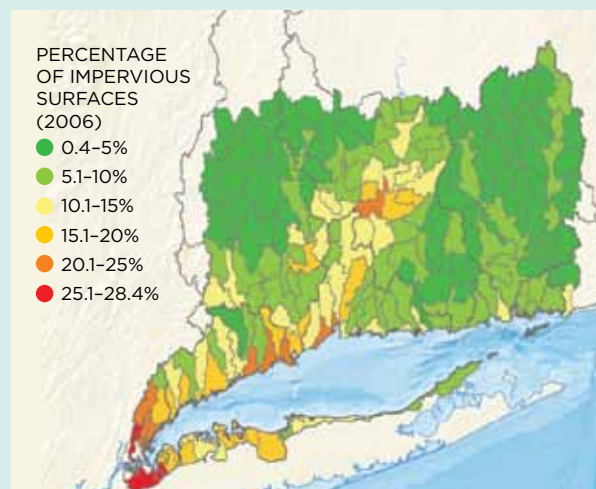 PERCENTAGE
OF IMPERVIOUS
SURFACES
(2006)
0.4–5%
5.1–10%
10.1–15%
15.1–20%
20.1–25%
25.1–28.4%